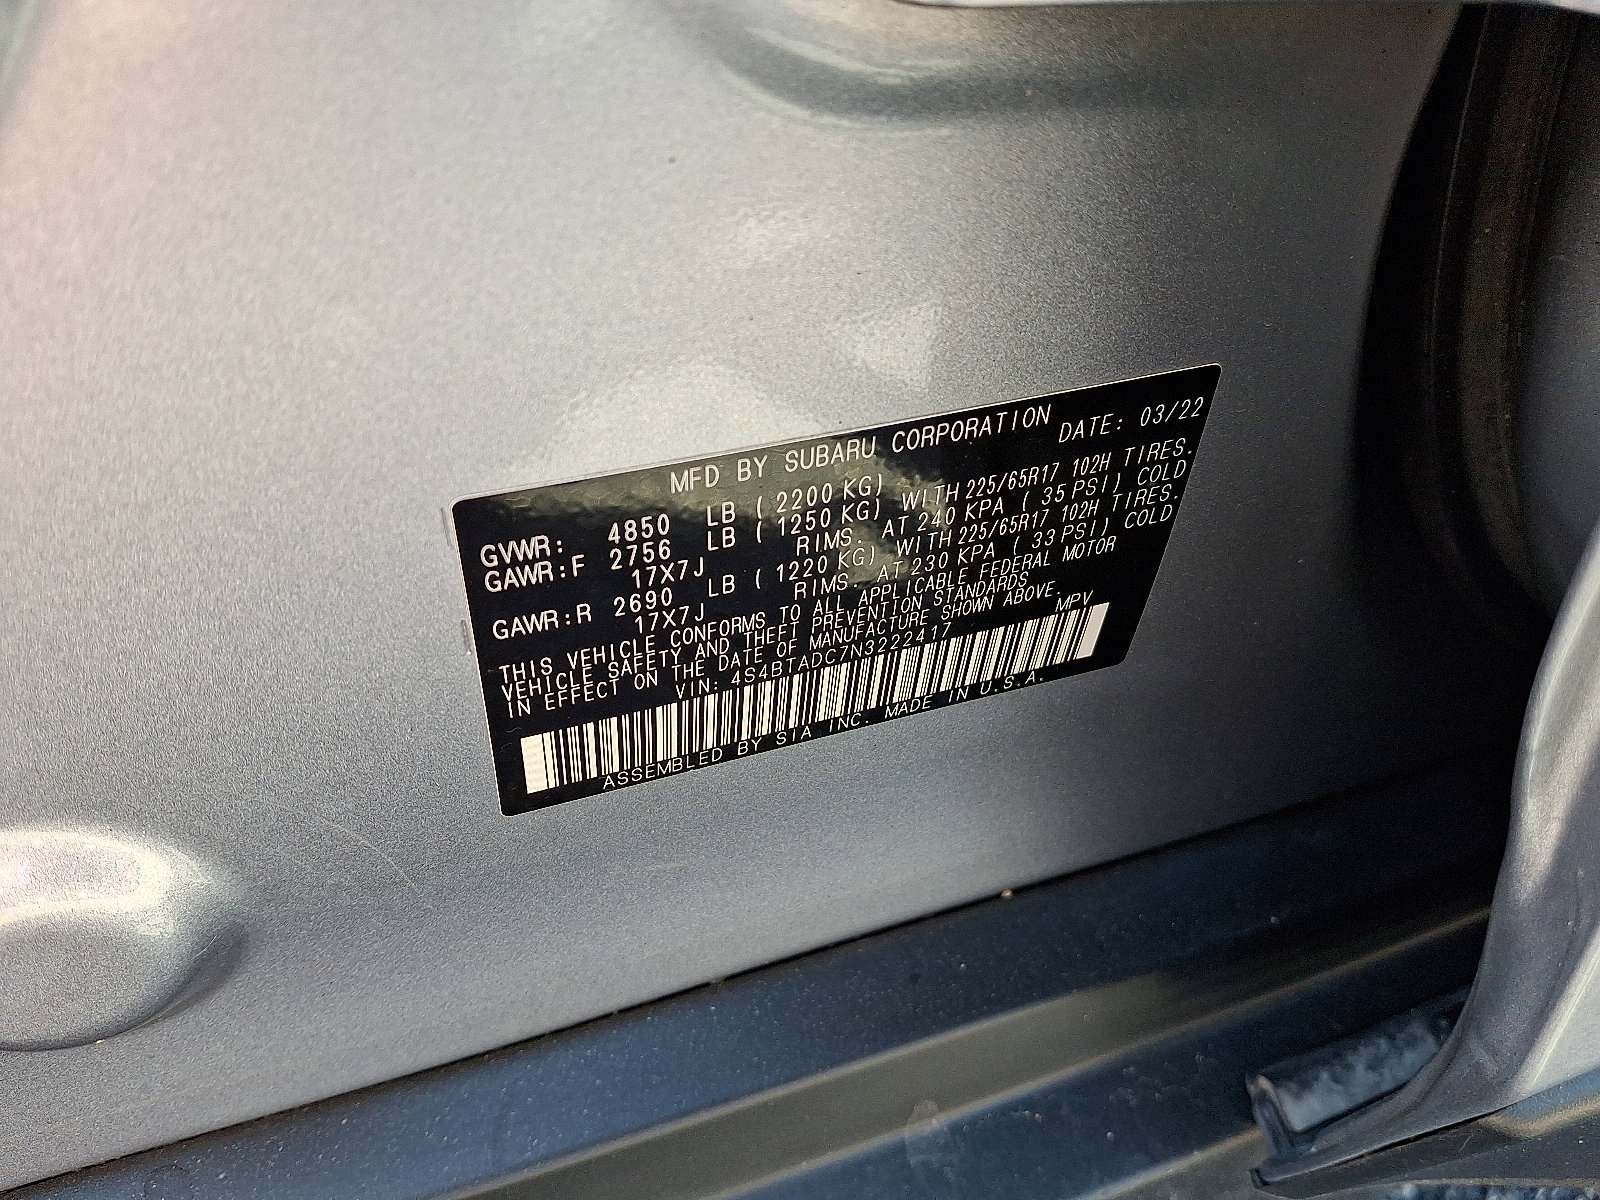 MFD BY SUBARU CORPORATION
DATE: 03/22
GVWR: 4850 LB (2200 KG)
GAWR:F 2756 LB (1250 KG) WITH 225/65R17 102H TIRES.
17X7J RIMS. AT 240 KPA (35 PSI) COLD
GAWR:R 2690 LB (1220 KG) WITH 225/65R17 102H TIRES.
17X7J RIMS. AT 230 KPA (33 PSI) COLD
THIS VEHICLE CONFORMS TO ALL APPLICABLE FEDERAL MOTOR
VEHICLE SAFETY AND THEFT PREVENTION STANDARDS
IN EFFECT ON THE DATE OF MANUFACTURE SHOWN ABOVE.
VIN: 4S4BTADC7N3222417 MPV
ASSEMBLED BY SIA INC. MADE IN U.S.A.